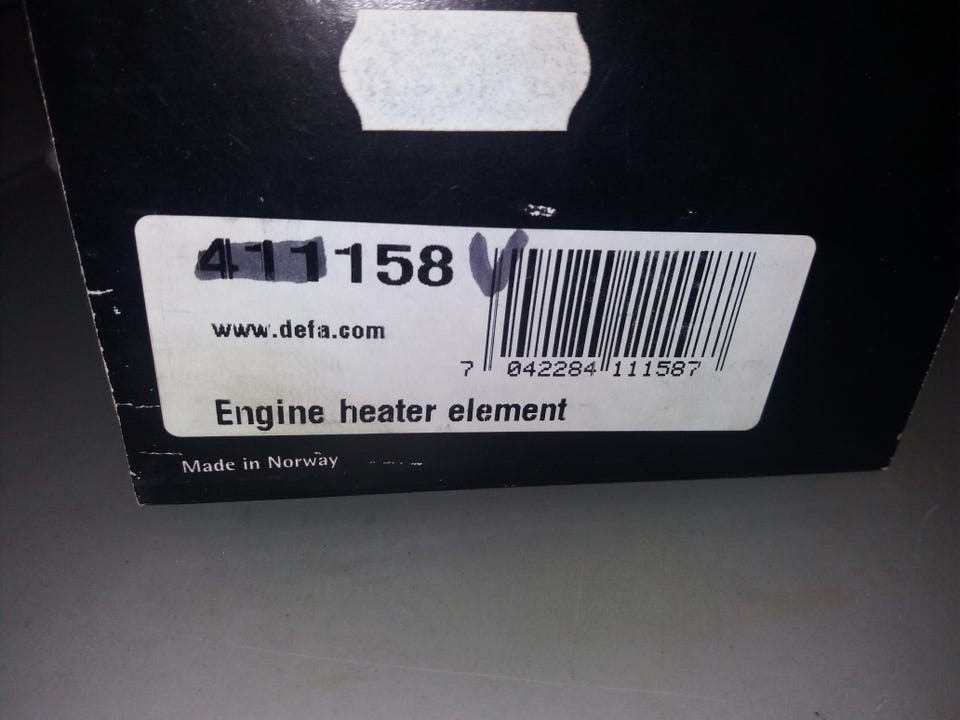 411158 V
www.defa.com
7 042284 111587
Engine heater element
Made in Norway